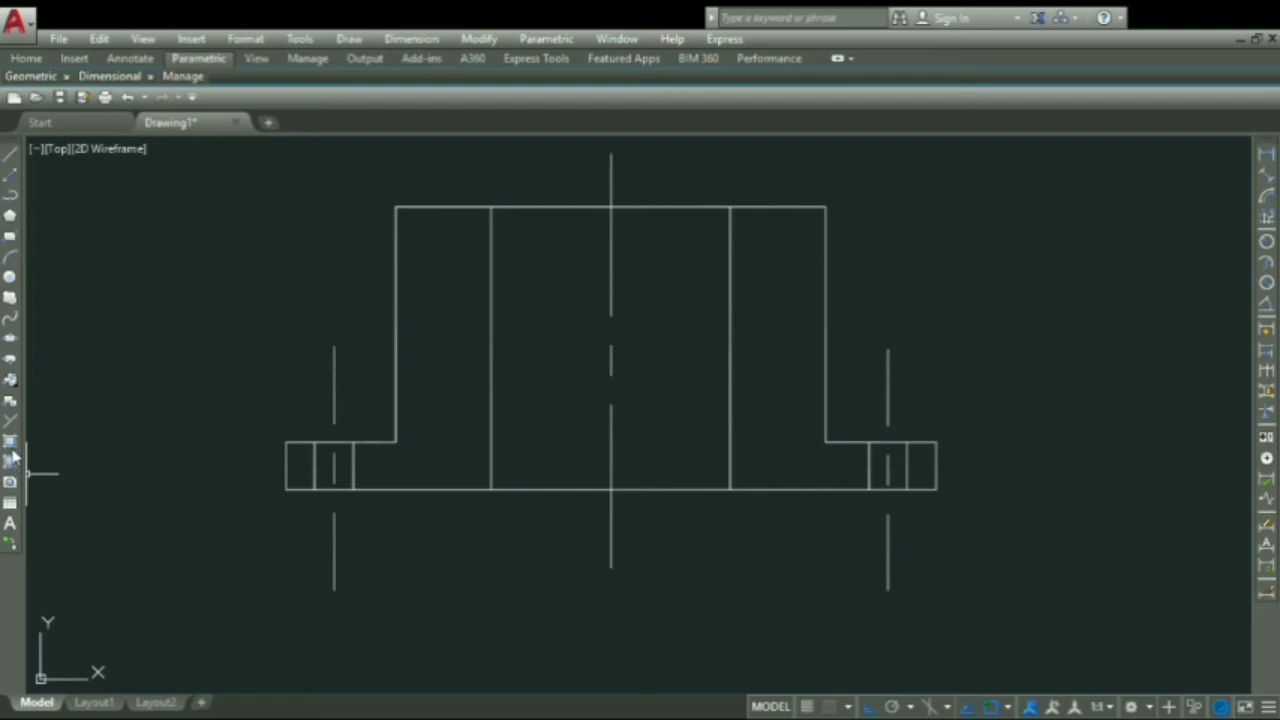 Type a keyword or phrase
Sign In
File Edit View Insert Format Tools Draw Dimension Modify Parametric Window Help Express
Home Insert Annotate Parametric View Manage Output Add-ins A360 Express Tools Featured Apps BIM 360 Performance
Geometric » Dimensional » Manage
Start Drawing1*
[−][Top][2D Wireframe]
Y
X
Model Layout1 Layout2
MODEL 1:1